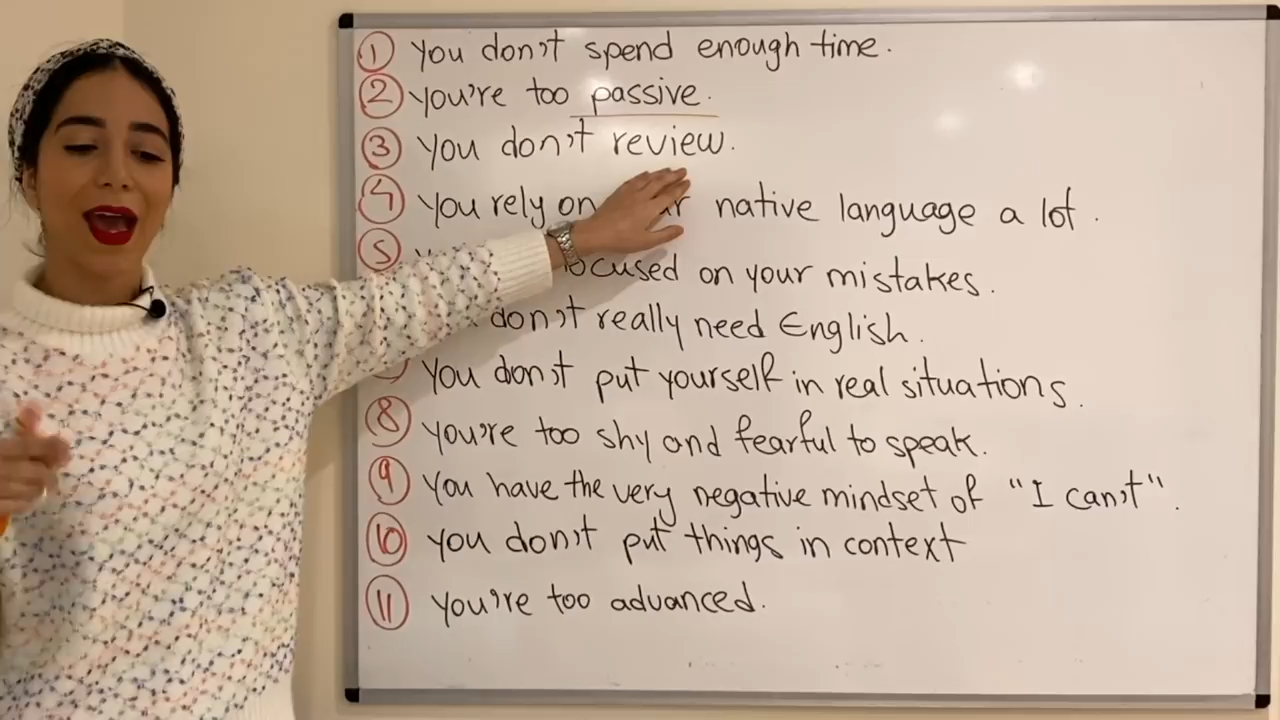 1 You don't spend enough time.
2 You're too passive.
3 You don't review.
4 You rely on native language a lot.
5 focused on your mistakes.
don't really need English.
You don't put yourself in real situations.
8 You're too shy and fearful to speak.
9 You have the very negative mindset of "I can't".
10 you don't put things in context
11 you're too advanced.